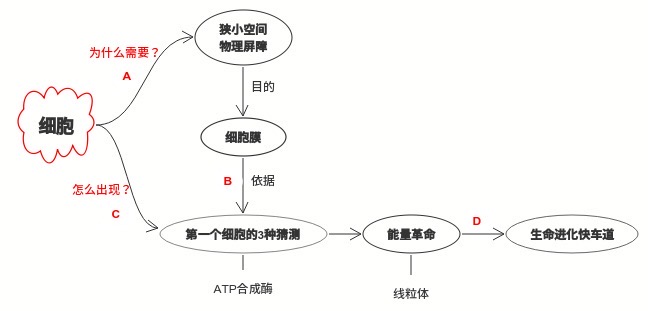 狭小空间
物理屏障
为什么需要？
A
目的
细胞
细胞膜
怎么出现？
B
依据
C
第一个细胞的3种猜测
能量革命
D
生命进化快车道
ATP合成酶
线粒体